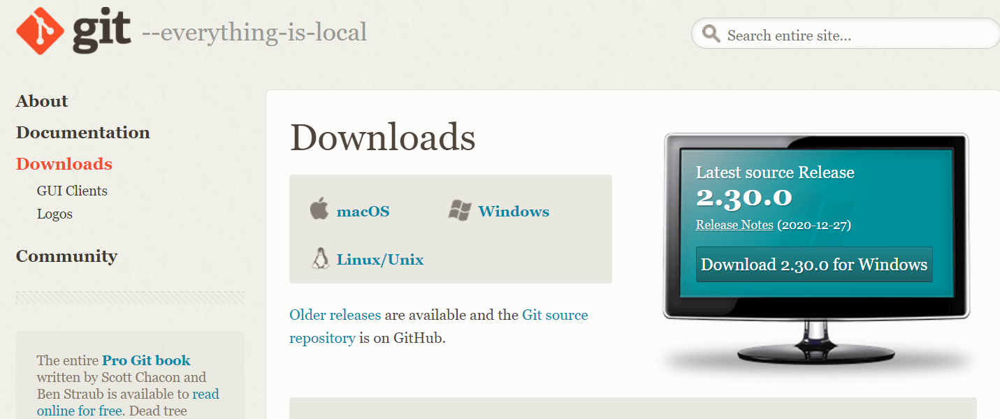 git --everything-is-local
Search entire site...
About
Documentation
Downloads
GUI Clients
Logos
Community
The entire Pro Git book
written by Scott Chacon and
Ben Straub is available to read
online for free. Dead tree
Downloads
macOS
Windows
Linux/Unix
Older releases are available and the Git source
repository is on GitHub.
Latest source Release
2.30.0
Release Notes (2020-12-27)
Download 2.30.0 for Windows